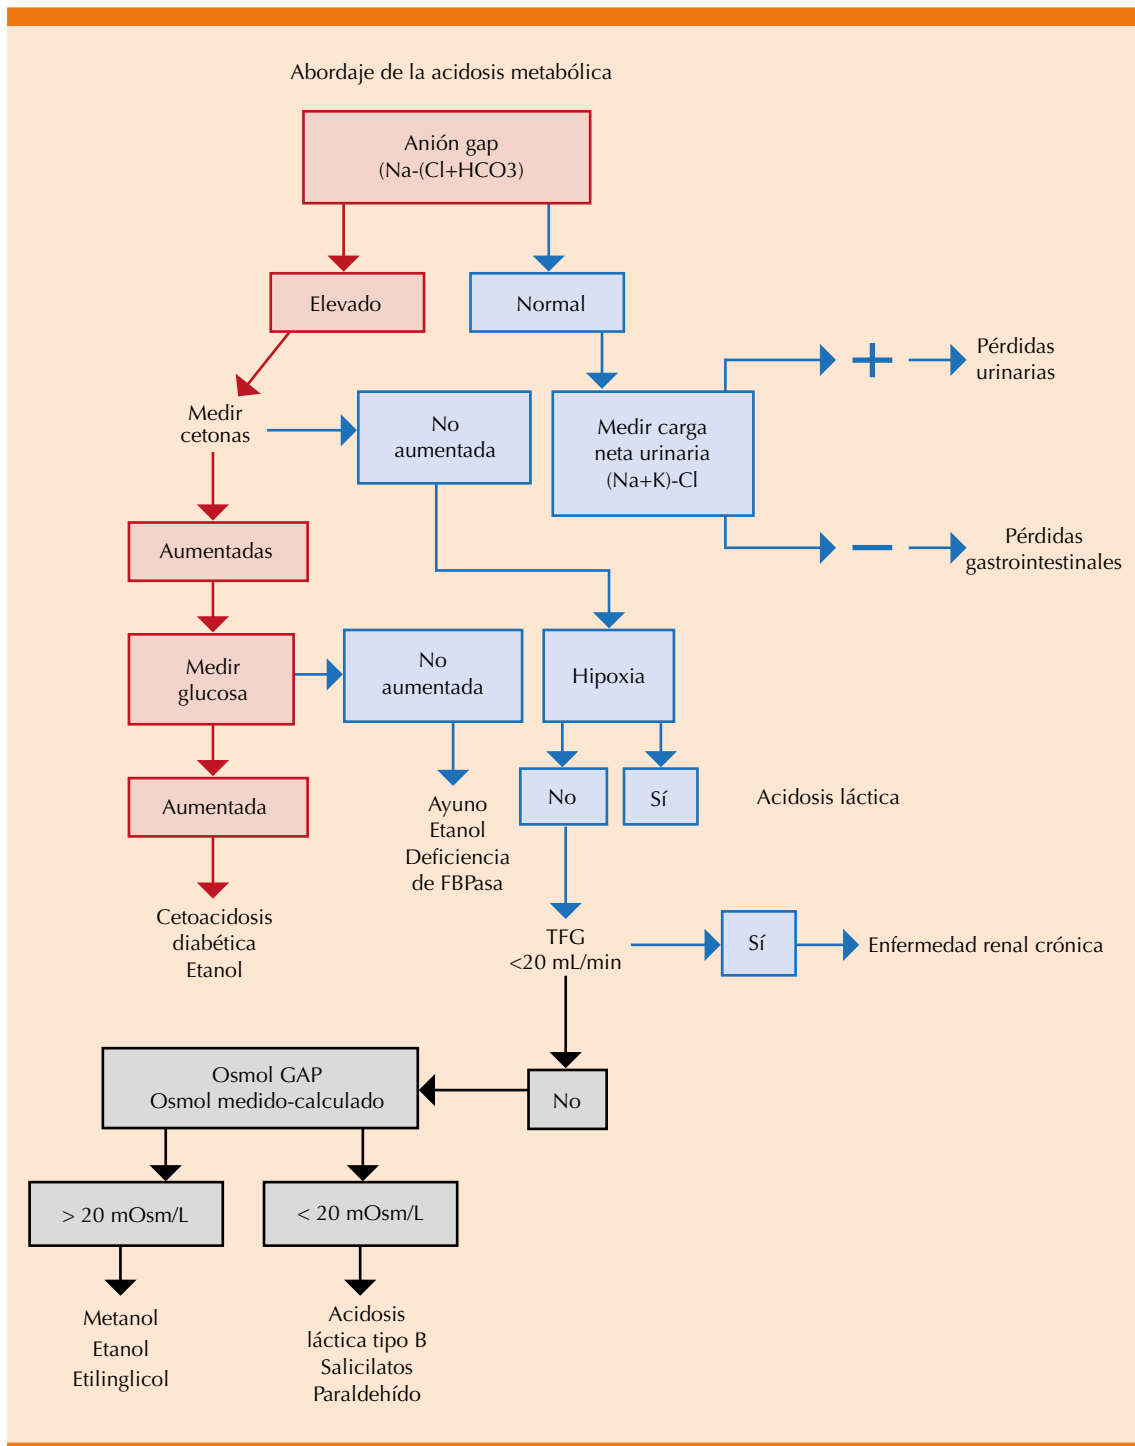 Abordaje de la acidosis metabólica
Anión gap
(Na-(Cl+HCO3)
Elevado
Normal
Pérdidas
urinarias
+
Medir
cetonas
No
aumentada
Medir carga
neta urinaria
(Na+K)-Cl
Pérdidas
gastrointestinales
−
Aumentadas
Medir
glucosa
No
aumentada
Hipoxia
Aumentada
No
Sí
Acidosis láctica
Ayuno
Etanol
Deficiencia
de FBPasa
Cetoacidosis
diabética
Etanol
TFG
<20 mL/min
Sí
Enfermedad renal crónica
Osmol GAP
Osmol medido-calculado
No
> 20 mOsm/L
< 20 mOsm/L
Metanol
Etanol
Etilinglicol
Acidosis
láctica tipo B
Salicilatos
Paraldehído